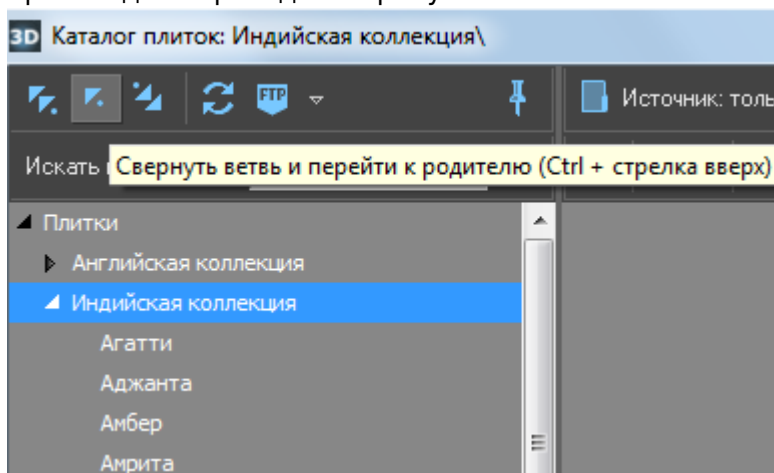 3D Каталог плиток: Индийская коллекция\
FTP
Источник: толь
Искать
Свернуть ветвь и перейти к родителю (Ctrl + стрелка вверх)
Плитки
Английская коллекция
Индийская коллекция
Агатти
Аджанта
Амбер
Амрита